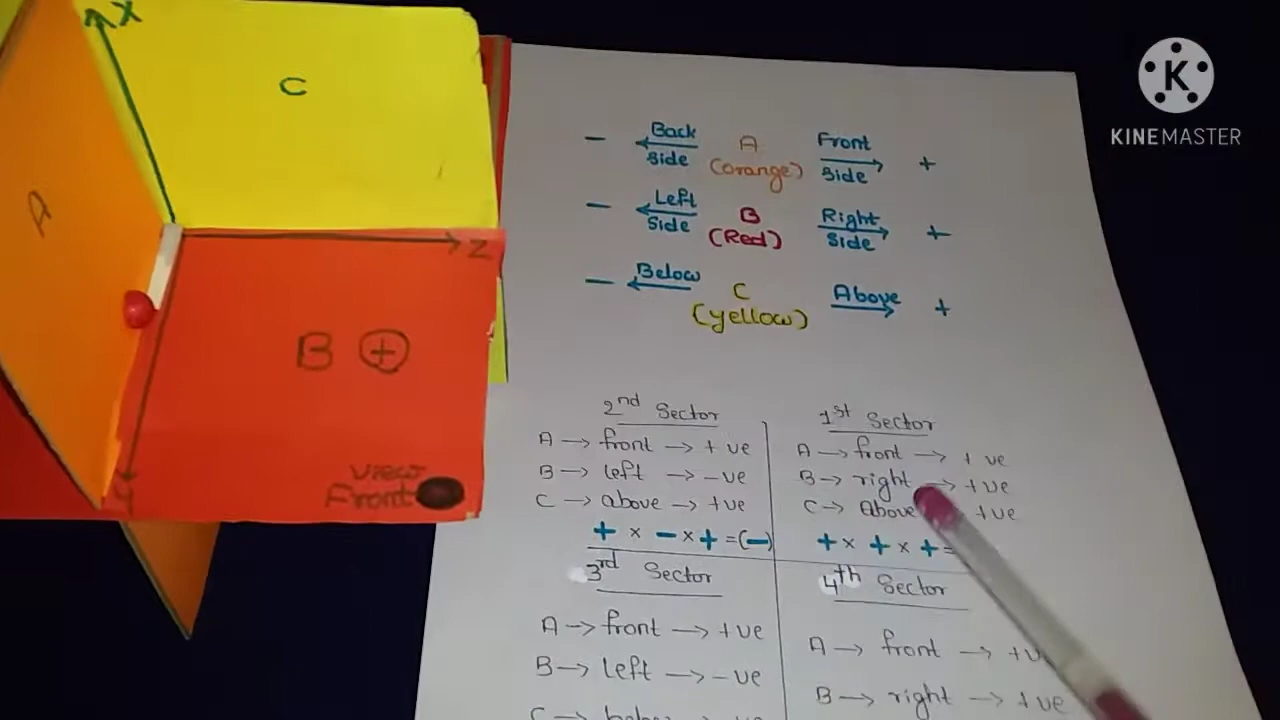 X
C
A
Z
B +
View
Front
Y
K
KINEMASTER
- Back side A (orange) Front side +
- Left Side B (Red) Right Side +
- Below C (yellow) Above +
2nd Sector
A → front → + ve
B → left → - ve
C → above → + ve
+ × - × + = (-)
1st Sector
A → front → + ve
B → right → + ve
C → Above + ve
+ × + × + =
3rd Sector
A → front → + ve
B → left → - ve
C →
4th Sector
A → front → + ve
B → right → + ve